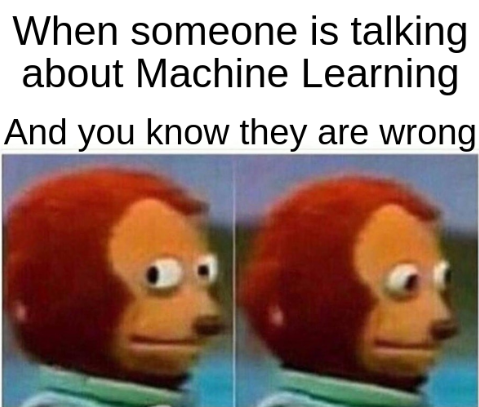 When someone is talking
about Machine Learning
And you know they are wrong